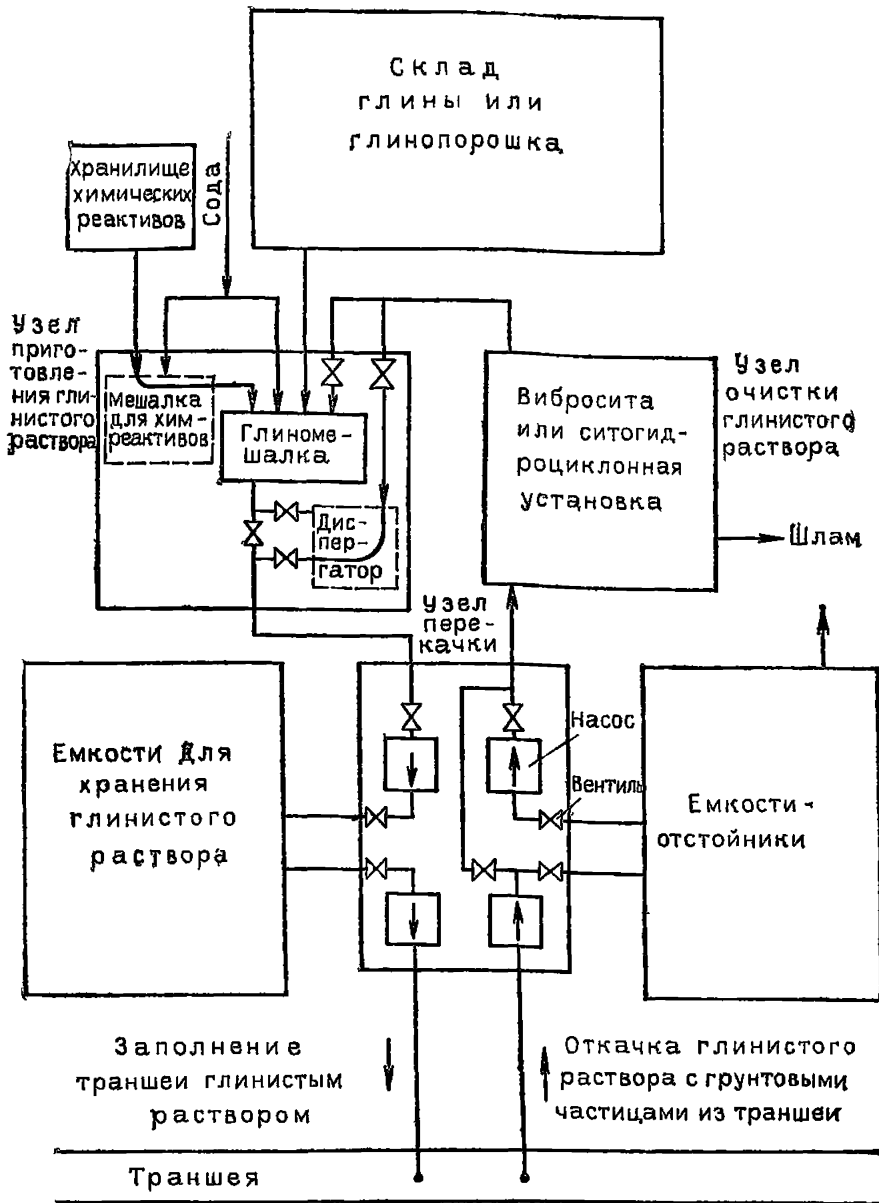 Склад
глины или
глинопорошка
Хранилище
химических
реактивов
Сода
Узел
приго-
товле-
ния гли-
нистого
раствора
Мешалка
для хим-
реактивов
Глиноме-
шалка
Дис-
пер-
гатор
Вибросита
или ситогид-
роциклонная
установка
Узел
очистки
глинистого
раствора
Шлам
Узел
пере-
качки
Емкости для
хранения
глинистого
раствора
Насос
Вентиль
Емкости-
отстойники
Заполнение
траншеи глинистым
раствором
Откачка глинистого
раствора с грунтовыми
частицами из траншеи
Траншея